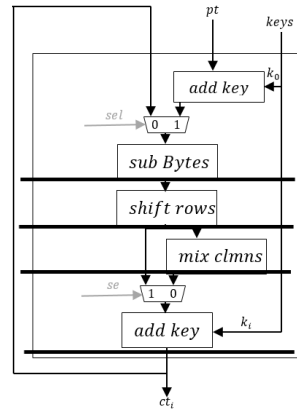 pt
keys
k₀
add key
sel
0 1
sub Bytes
shift rows
mix clmns
se
1 0
add key
kᵢ
ctᵢ